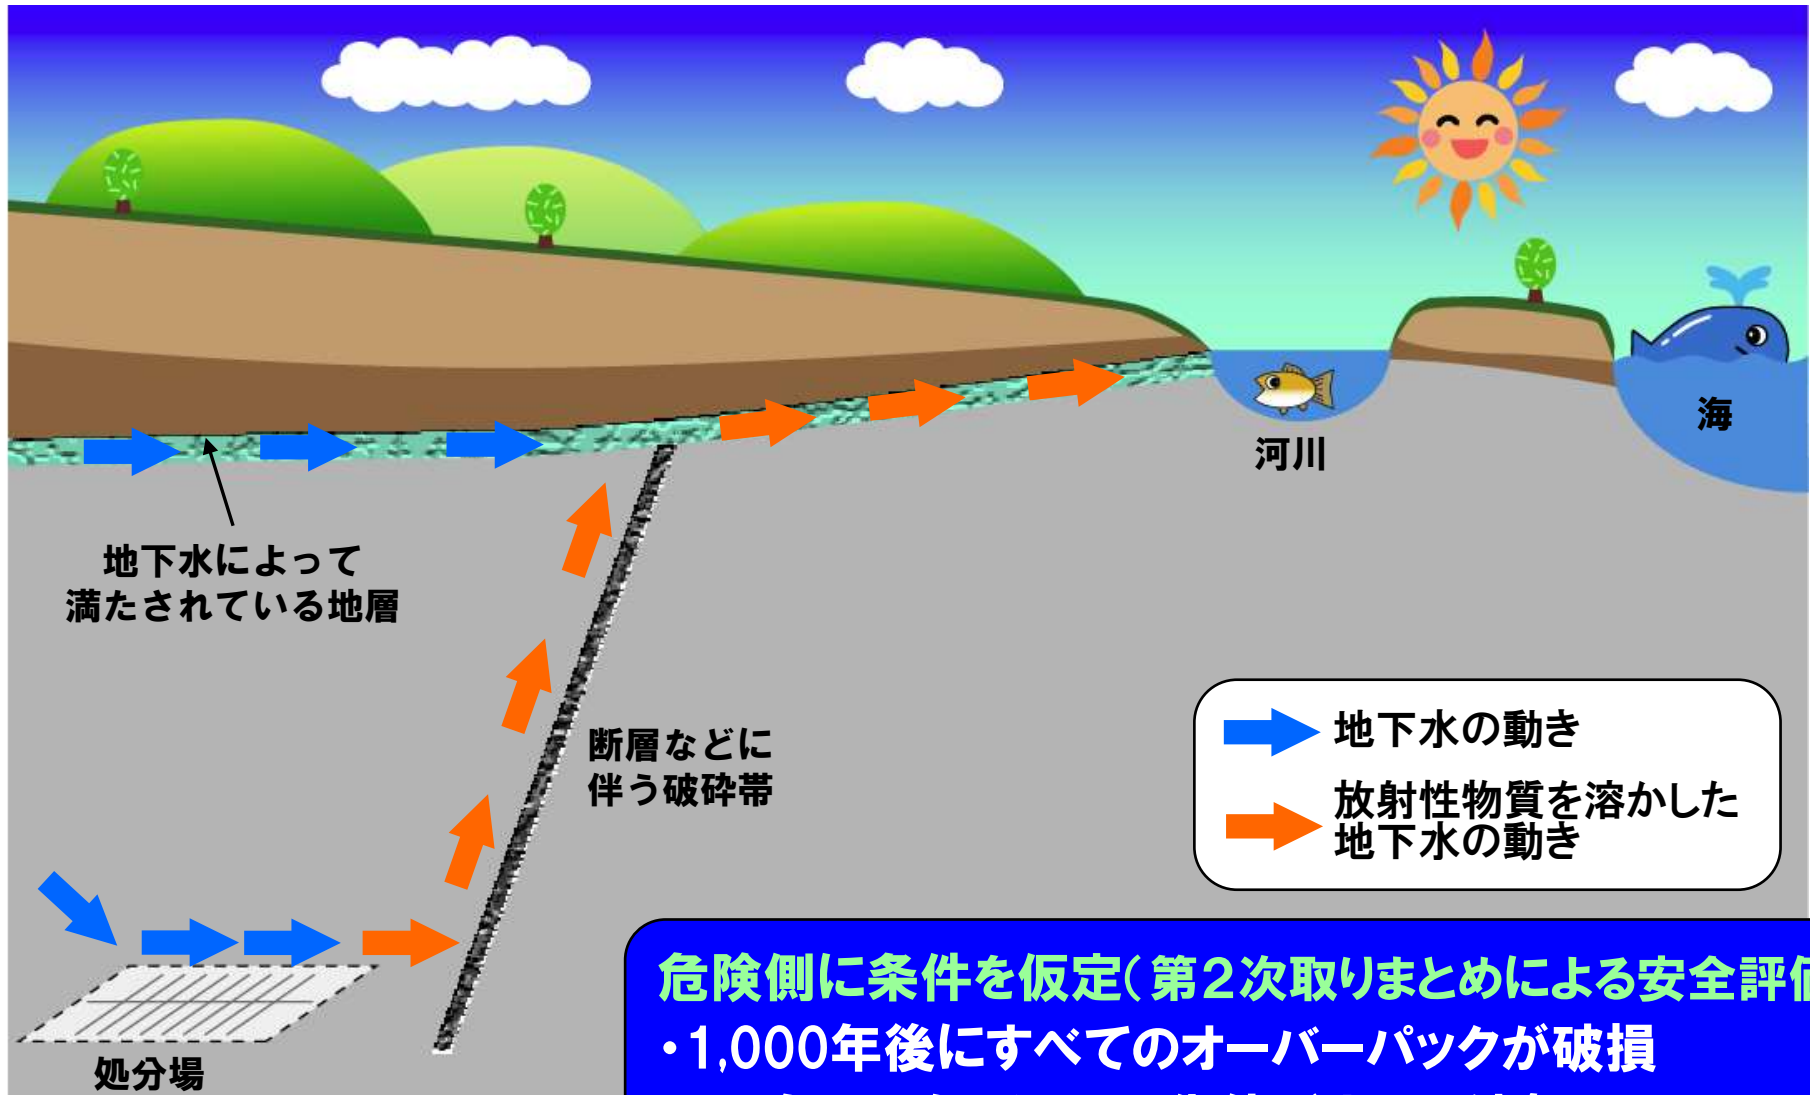 河川
海
地下水によって
満たされている地層
断層などに
伴う破砕帯
地下水の動き
放射性物質を溶かした
地下水の動き
処分場
危険側に条件を仮定(第2次取りまとめによる安全評価
・1,000年後にすべてのオーバーパックが破損